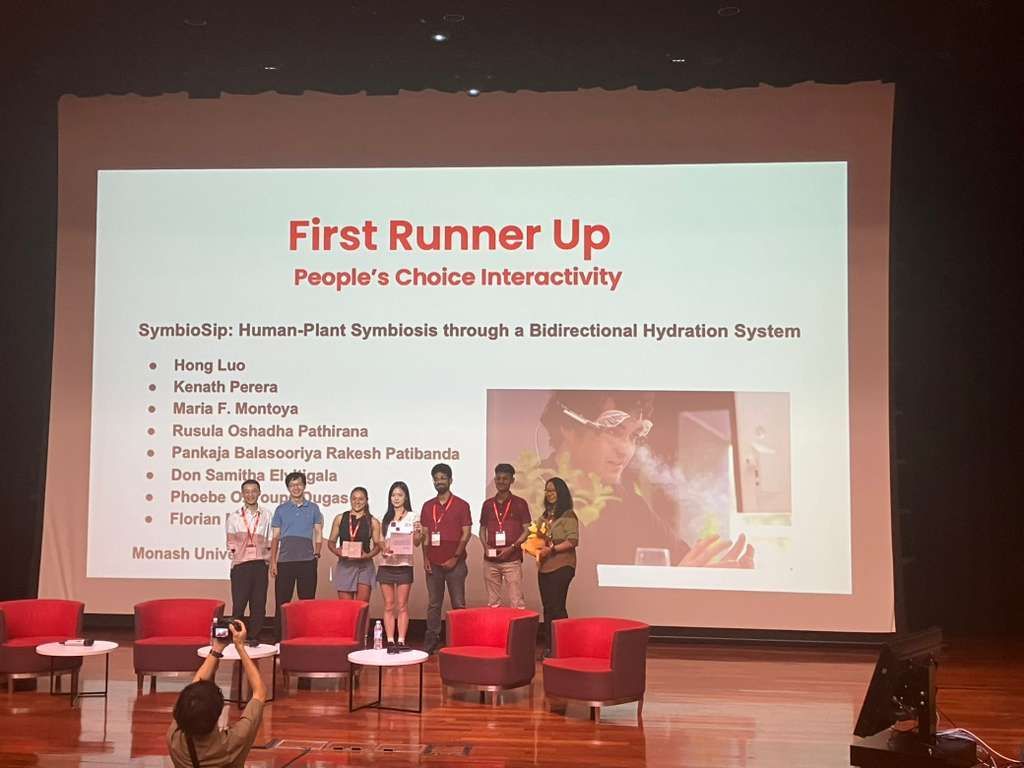 First Runner Up
People's Choice Interactivity
SymbioSip: Human-Plant Symbiosis through a Bidirectional Hydration System
Hong Luo
Kenath Perera
Maria F. Montoya
Rusula Oshadha Pathirana
Pankaja Balasooriya Rakesh Patibanda
Don Samitha
Phoebe
Florian
Monash